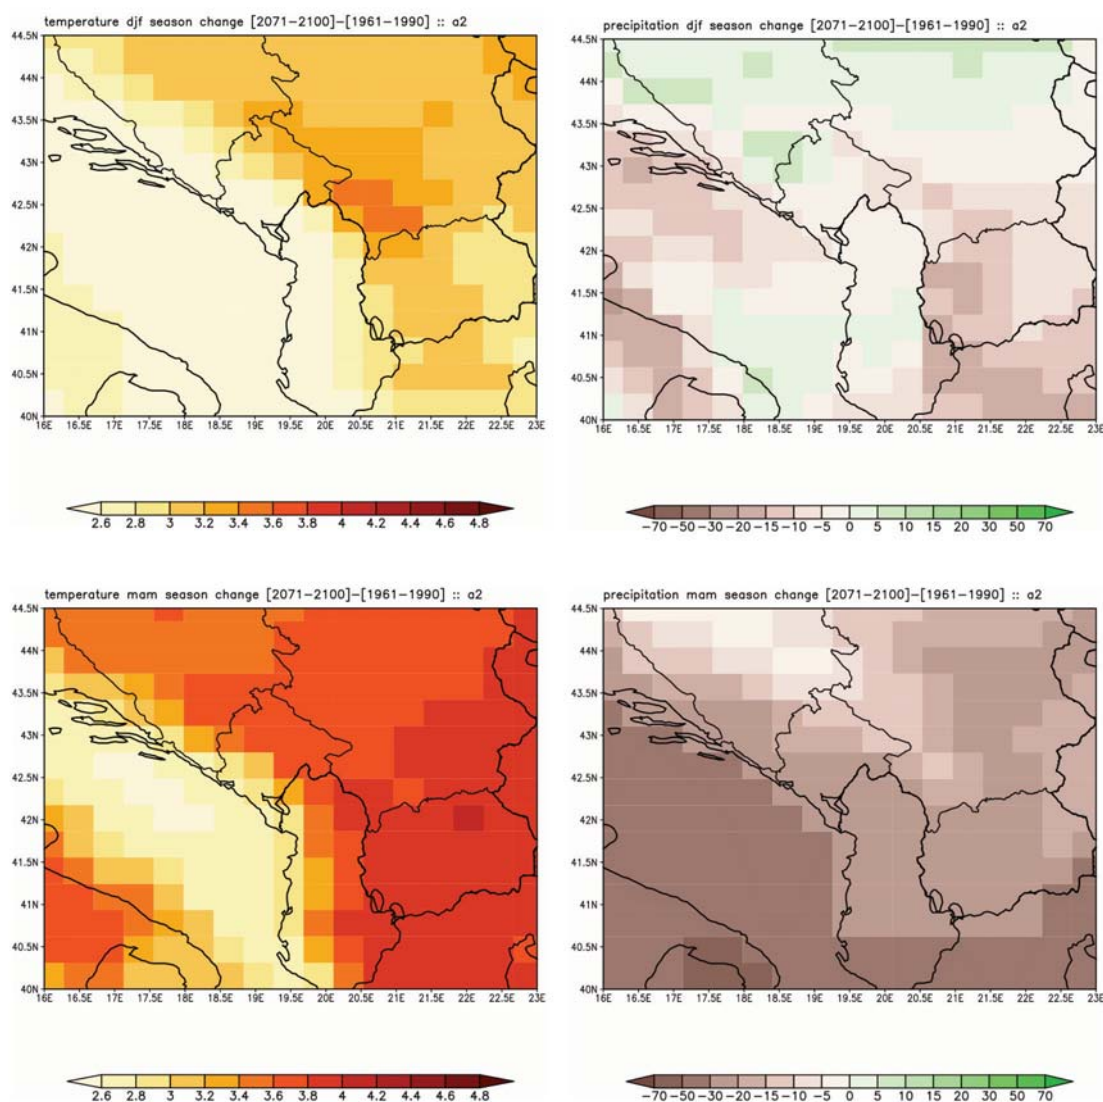 temperature djf season change [2071-2100]-[1961-1990] :: a2
44.5N
44N
43.5N
43N
42.5N
42N
41.5N
41N
40.5N
40N
16E 16.5E 17E 17.5E 18E 18.5E 19E 19.5E 20E 20.5E 21E 21.5E 22E 22.5E 23E
2.6 2.8 3 3.2 3.4 3.6 3.8 4 4.2 4.4 4.6 4.8
precipitation djf season change [2071-2100]-[1961-1990] :: a2
44.5N
44N
43.5N
43N
42.5N
42N
41.5N
41N
40.5N
40N
16E 16.5E 17E 17.5E 18E 18.5E 19E 19.5E 20E 20.5E 21E 21.5E 22E 22.5E 23E
-70 -50 -30 -20 -15 -10 -5 0 5 10 15 20 30 50 70
temperature mam season change [2071-2100]-[1961-1990] :: a2
44.5N
44N
43.5N
43N
42.5N
42N
41.5N
41N
40.5N
40N
16E 16.5E 17E 17.5E 18E 18.5E 19E 19.5E 20E 20.5E 21E 21.5E 22E 22.5E 23E
2.6 2.8 3 3.2 3.4 3.6 3.8 4 4.2 4.4 4.6 4.8
precipitation mam season change [2071-2100]-[1961-1990] :: a2
44.5N
44N
43.5N
43N
42.5N
42N
41.5N
41N
40.5N
40N
16E 16.5E 17E 17.5E 18E 18.5E 19E 19.5E 20E 20.5E 21E 21.5E 22E 22.5E 23E
-70 -50 -30 -20 -15 -10 -5 0 5 10 15 20 30 50 70